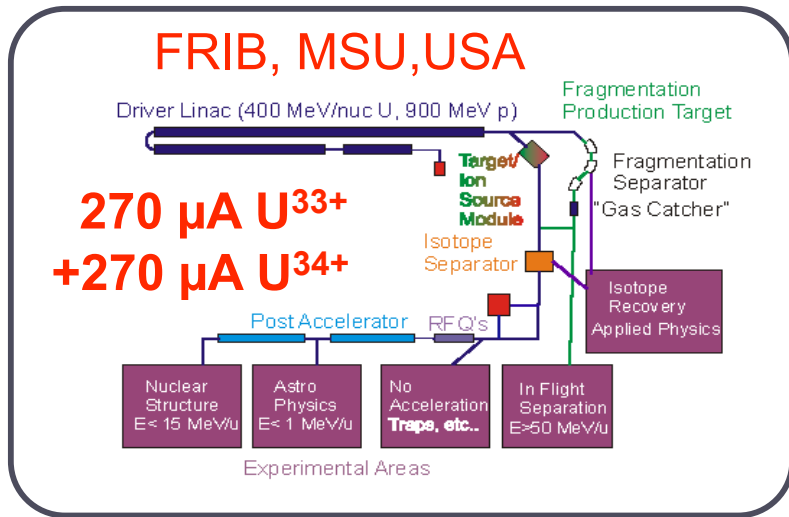 FRIB, MSU,USA
Fragmentation
Production Target
Driver Linac (400 MeV/nuc U, 900 MeV p)
Target/
Ion
Source
Module
Fragmentation
Separator
"Gas Catcher"
270 µA U33+
+270 µA U34+
Isotope
Separator
Isotope
Recovery
Applied Physics
Post Accelerator
RFQ's
Nuclear
Structure
E< 15 MeV/u
Astro
Physics
E< 1 MeV/u
No
Acceleration
Traps, etc..
In Flight
Separation
E>50 MeV/u
Experimental Areas